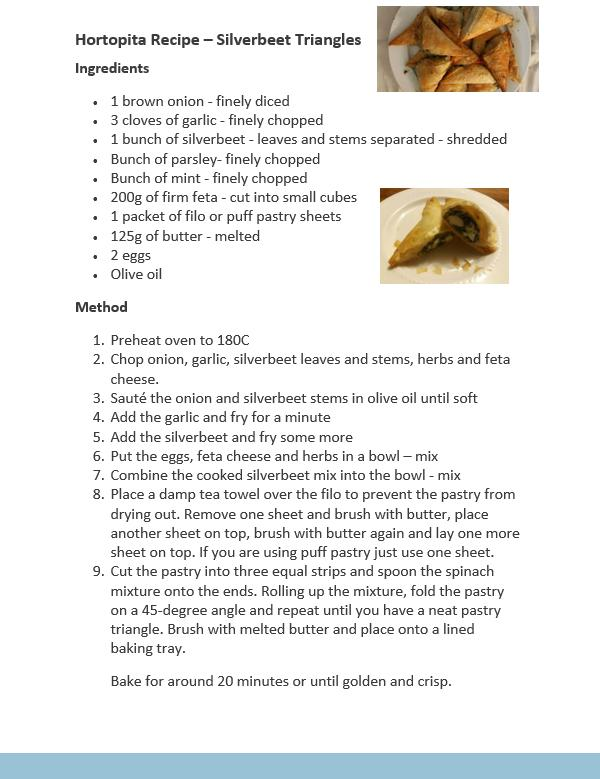 Hortopita Recipe – Silverbeet Triangles
Ingredients
• 1 brown onion - finely diced
• 3 cloves of garlic - finely chopped
• 1 bunch of silverbeet - leaves and stems separated - shredded
• Bunch of parsley- finely chopped
• Bunch of mint - finely chopped
• 200g of firm feta - cut into small cubes
• 1 packet of filo or puff pastry sheets
• 125g of butter - melted
• 2 eggs
• Olive oil
Method
1. Preheat oven to 180C
2. Chop onion, garlic, silverbeet leaves and stems, herbs and feta
cheese.
3. Sauté the onion and silverbeet stems in olive oil until soft
4. Add the garlic and fry for a minute
5. Add the silverbeet and fry some more
6. Put the eggs, feta cheese and herbs in a bowl – mix
7. Combine the cooked silverbeet mix into the bowl - mix
8. Place a damp tea towel over the filo to prevent the pastry from
drying out. Remove one sheet and brush with butter, place
another sheet on top, brush with butter again and lay one more
sheet on top. If you are using puff pastry just use one sheet.
9. Cut the pastry into three equal strips and spoon the spinach
mixture onto the ends. Rolling up the mixture, fold the pastry
on a 45-degree angle and repeat until you have a neat pastry
triangle. Brush with melted butter and place onto a lined
baking tray.
Bake for around 20 minutes or until golden and crisp.